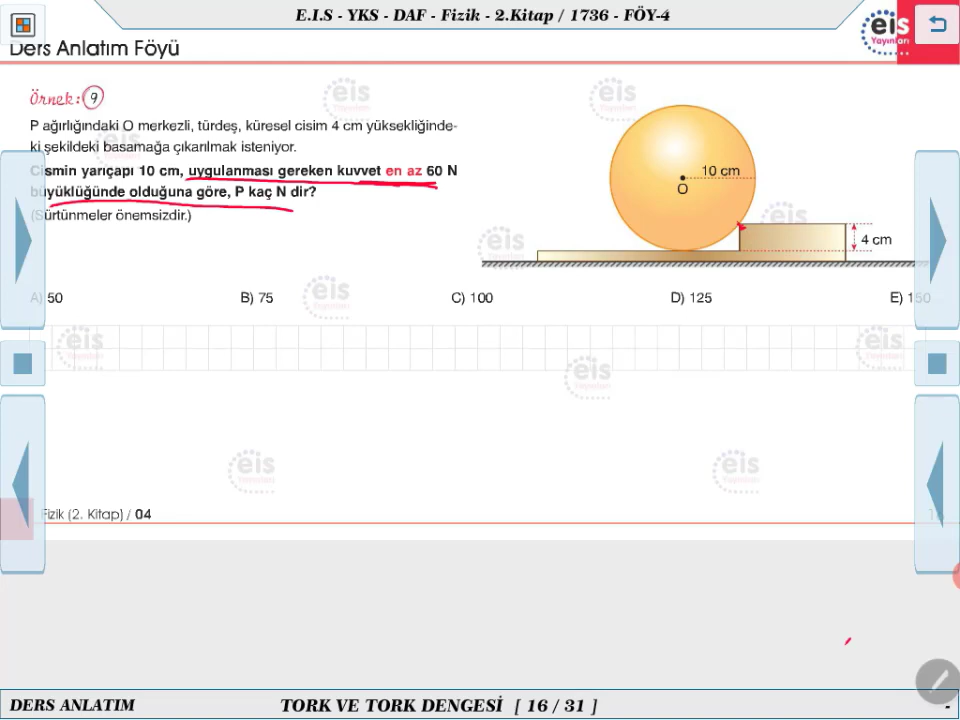 E.I.S - YKS - DAF - Fizik - 2.Kitap / 1736 - FÖY-4
Ders Anlatım Föyü
eis
Yayınları
Örnek: 9
P ağırlığındaki O merkezli, türdeş, küresel cisim 4 cm yüksekliğinde-
ki şekildeki basamağa çıkarılmak isteniyor.
Cismin yarıçapı 10 cm, uygulanması gereken kuvvet en az 60 N
büyüklüğünde olduğuna göre, P kaç N dir?
(Sürtünmeler önemsizdir.)
10 cm
O
4 cm
A) 50 B) 75 C) 100 D) 125 E) 150
Fizik (2. Kitap) / 04
DERS ANLATIM TORK VE TORK DENGESİ [ 16 / 31 ] -